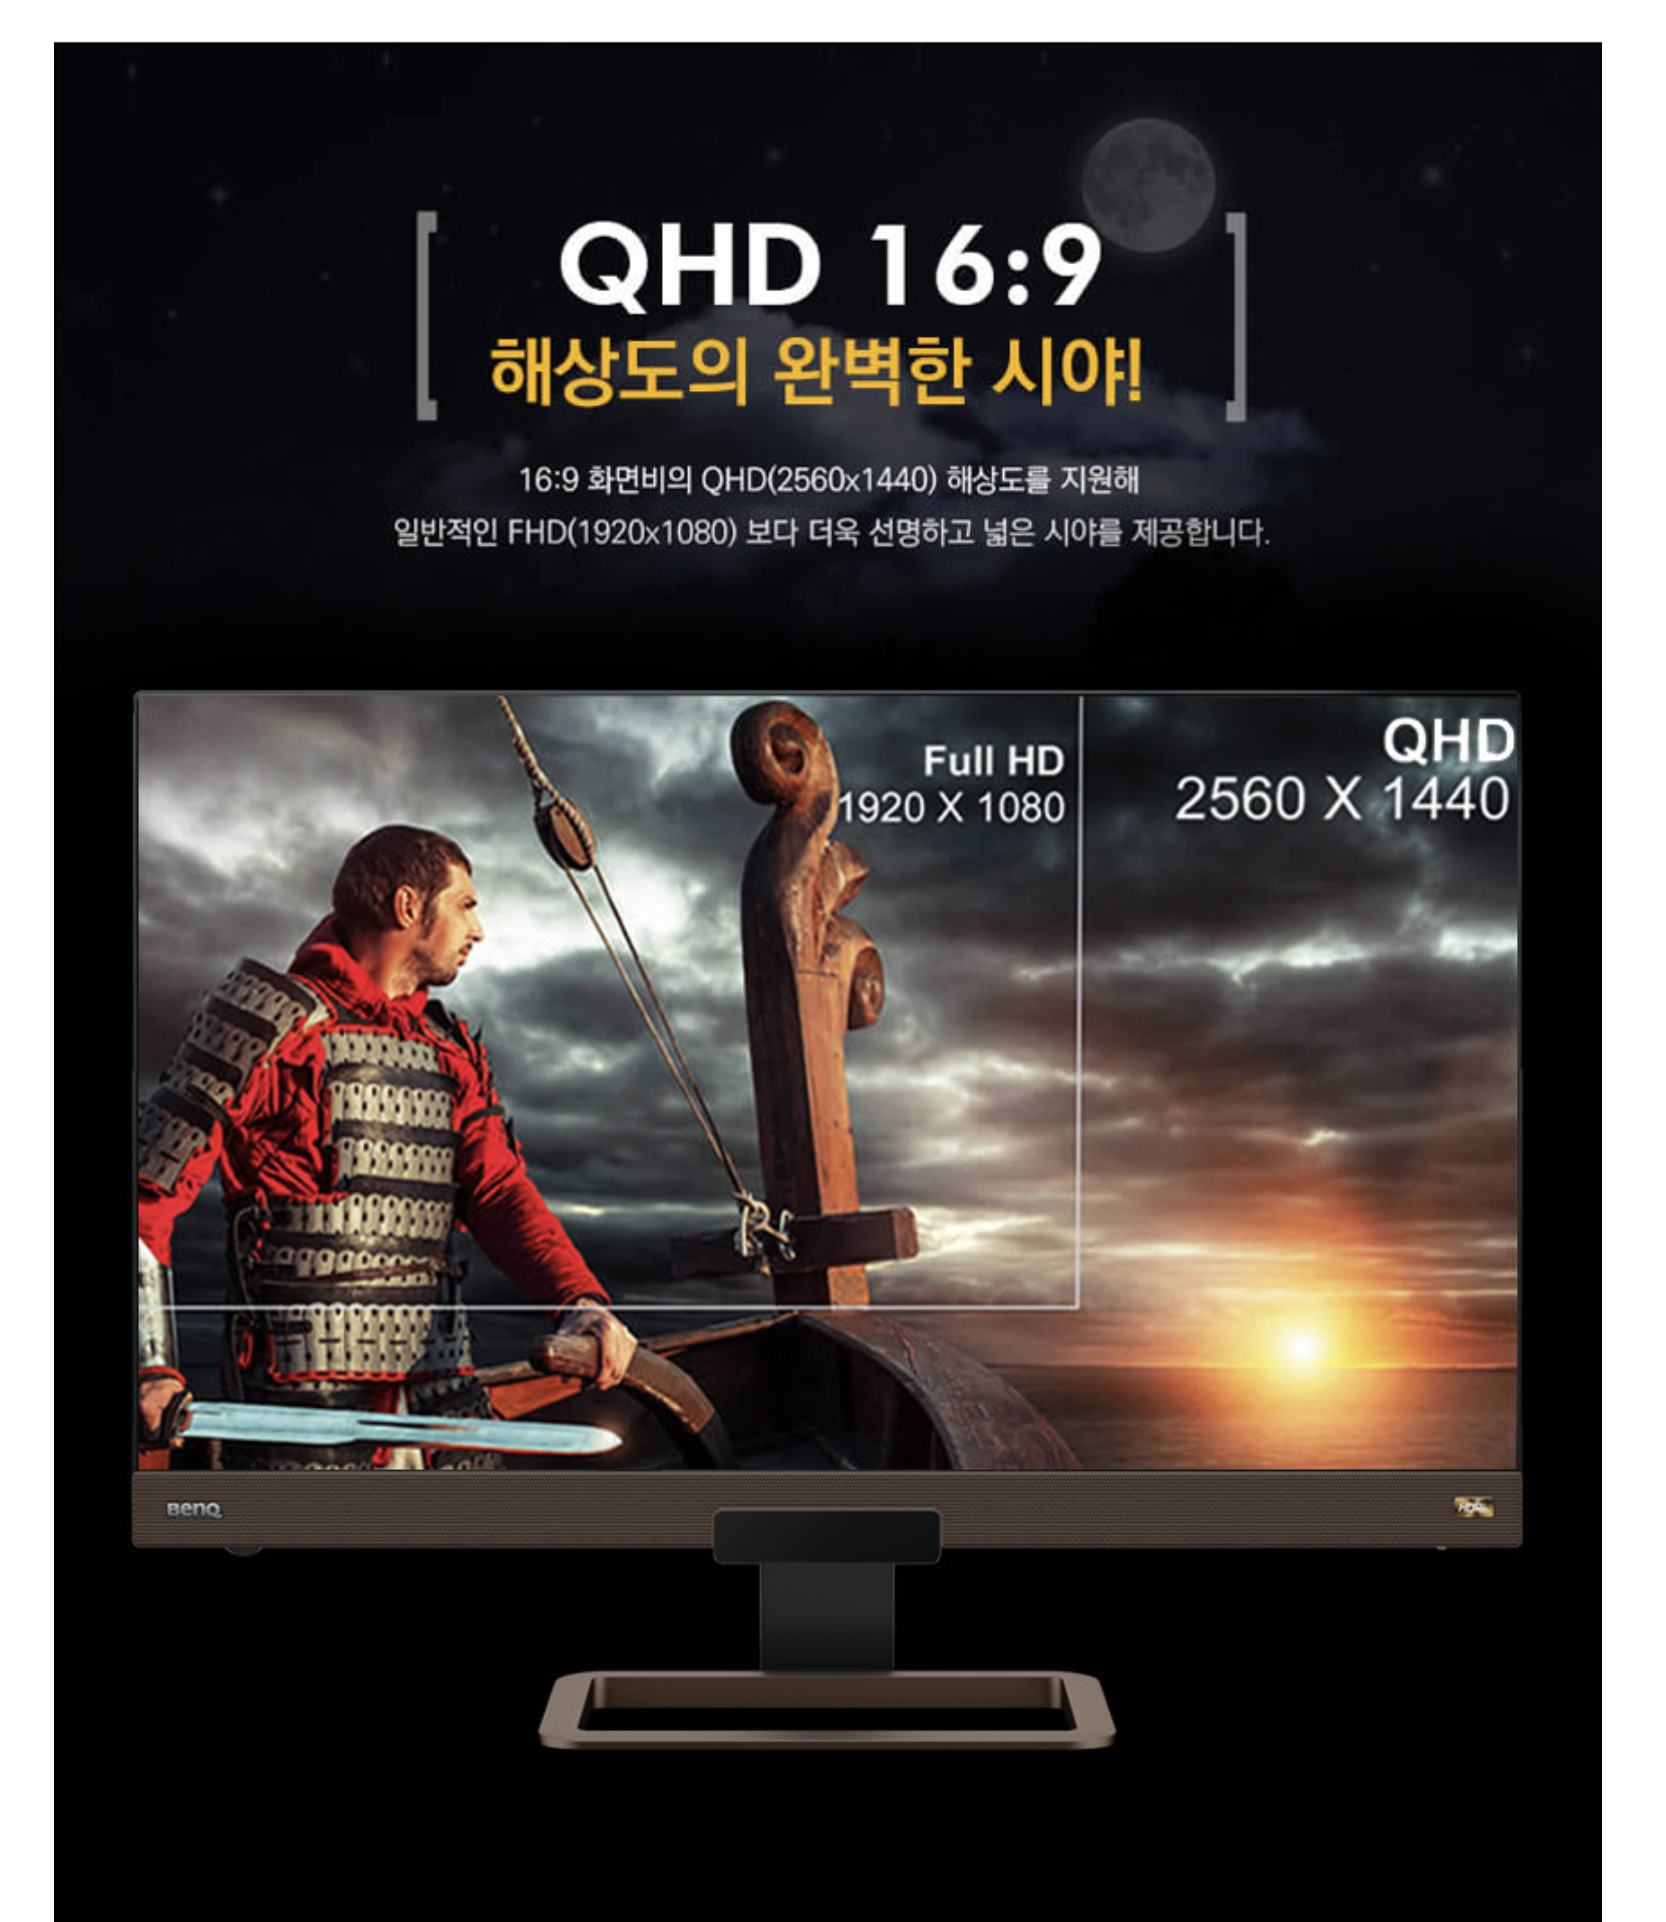 QHD 16:9
해상도의 완벽한 시야!
16:9 화면비의 QHD(2560x1440) 해상도를 지원해
일반적인 FHD(1920x1080) 보다 더욱 선명하고 넓은 시야를 제공합니다.
Full HD
1920 X 1080
QHD
2560 X 1440
BenQ